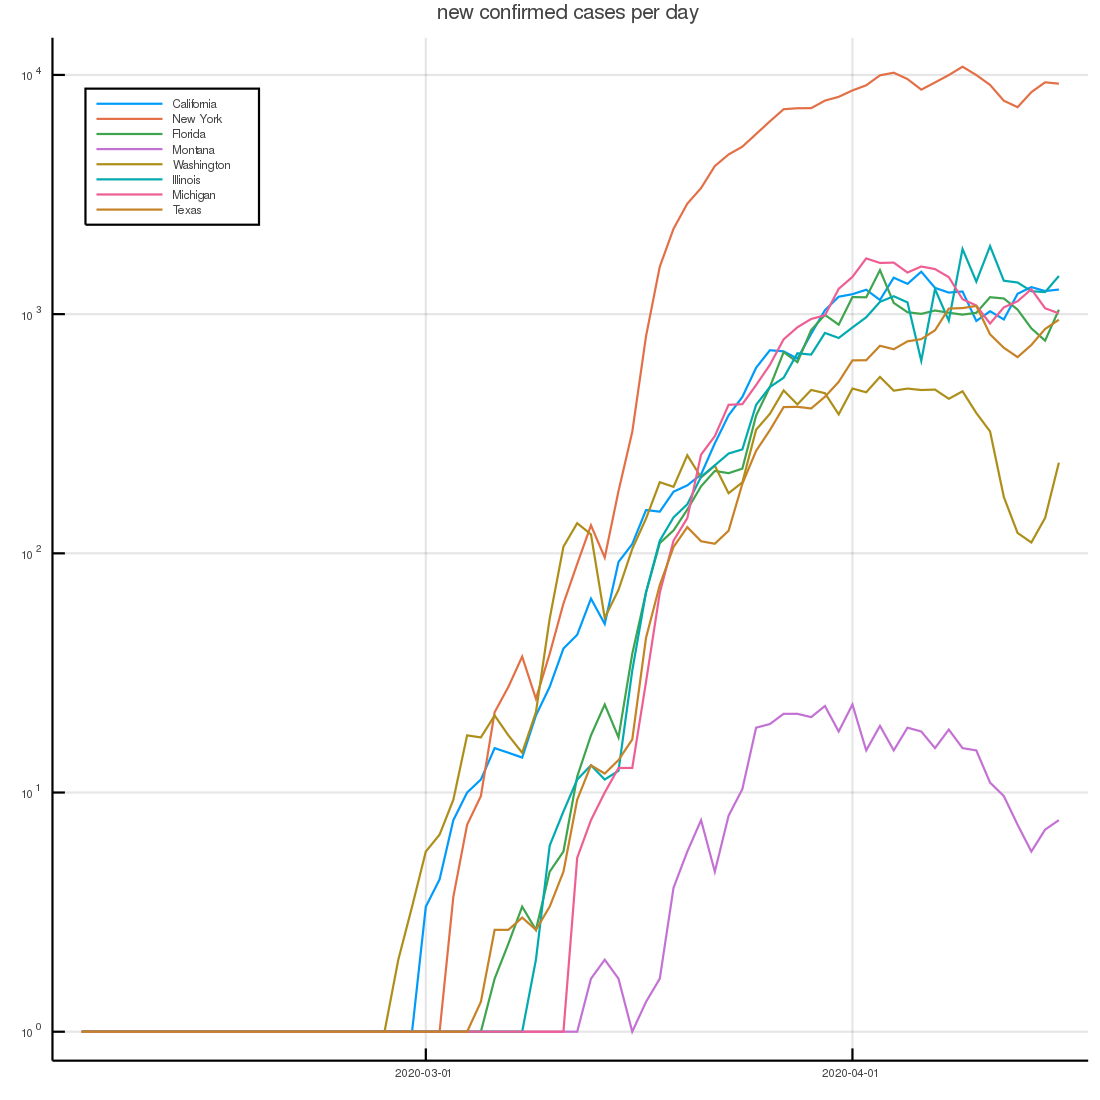 new confirmed cases per day
10 4
California
New York
Florida
Montana
Washington
Illinois
Michigan
Texas
10 3
10 2
10 1
10 0
2020-03-01
2020-04-01